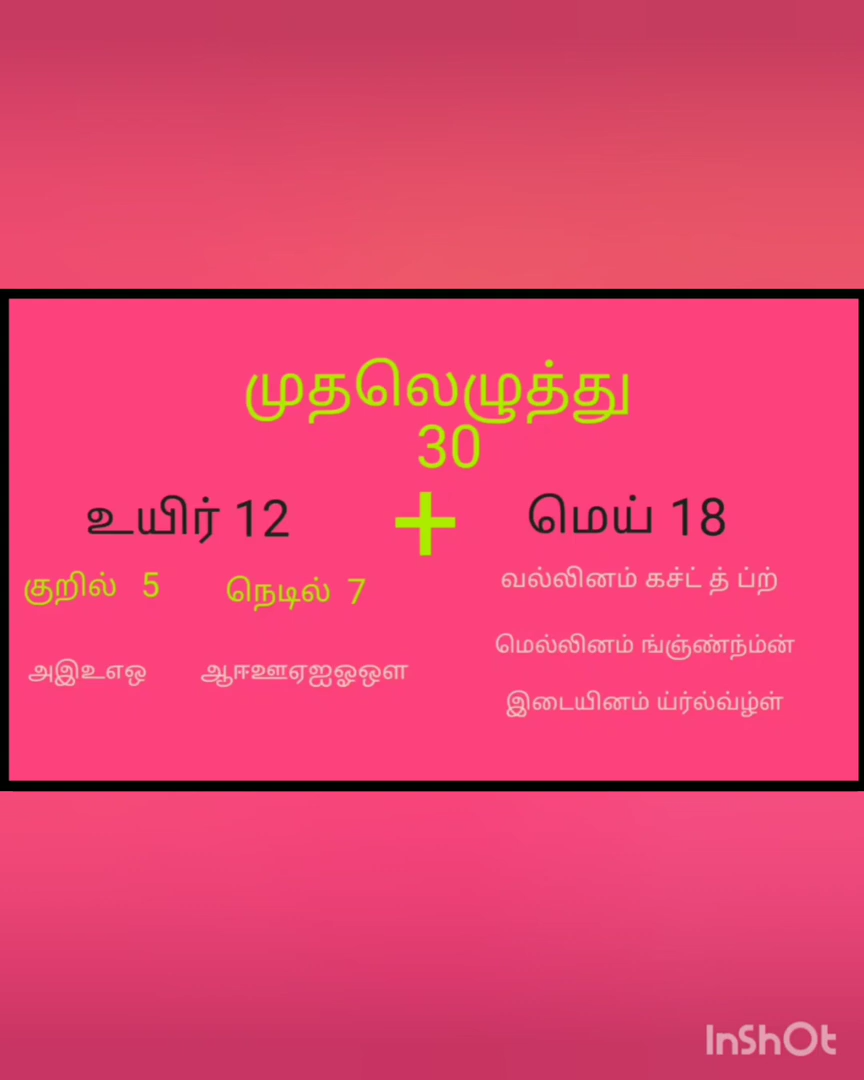 முதலெழுத்து
30
உயிர் 12 + மெய் 18
குறில் 5 நெடில் 7
வல்லினம் கச்ட் த் ப்ற்
மெல்லினம் ங்ஞ்ண்ந்ம்ன்
அஇஉஎஒ ஆஈஊஏஐஓஔ
இடையினம் ய்ர்ல்வ்ழ்ள்
InShOt